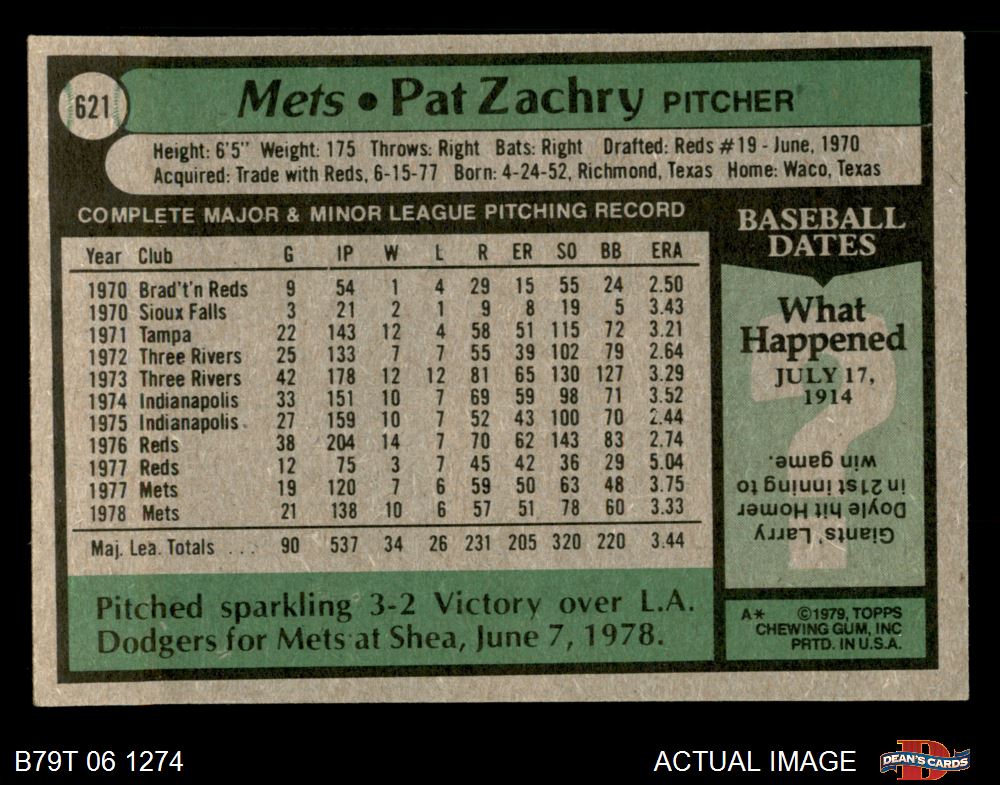 621
Mets • Pat Zachry PITCHER
Height: 6'5" Weight: 175 Throws: Right Bats: Right Drafted: Reds #19 - June, 1970
Acquired: Trade with Reds, 6-15-77 Born: 4-24-52, Richmond, Texas Home: Waco, Texas
COMPLETE MAJOR & MINOR LEAGUE PITCHING RECORD
Year Club G IP W L R ER SO BB ERA
1970 Brad't'n Reds 9 54 1 4 29 15 55 24 2.50
1970 Sioux Falls 3 21 2 1 9 8 19 5 3.43
1971 Tampa 22 143 12 4 58 51 115 72 3.21
1972 Three Rivers 25 133 7 7 55 39 102 79 2.64
1973 Three Rivers 42 178 12 12 81 65 130 127 3.29
1974 Indianapolis 33 151 10 7 69 59 98 71 3.52
1975 Indianapolis 27 159 10 7 52 43 100 70 2.44
1976 Reds 38 204 14 7 70 62 143 83 2.74
1977 Reds 12 75 3 7 45 42 36 29 5.04
1977 Mets 19 120 7 6 59 50 63 48 3.75
1978 Mets 21 138 10 6 57 51 78 60 3.33
Maj. Lea. Totals ... 90 537 34 26 231 205 320 220 3.44
Pitched sparkling 3-2 Victory over L.A.
Dodgers for Mets at Shea, June 7, 1978.
BASEBALL
DATES
What
Happened
JULY 17,
1914
?
Giants' Larry
Doyle hit Homer
in 21st inning to
win game.
A* ©1979, TOPPS
CHEWING GUM, INC
PRTD. IN U.S.A.
B79T 06 1274
ACTUAL IMAGE
D
DEAN'S CARDS